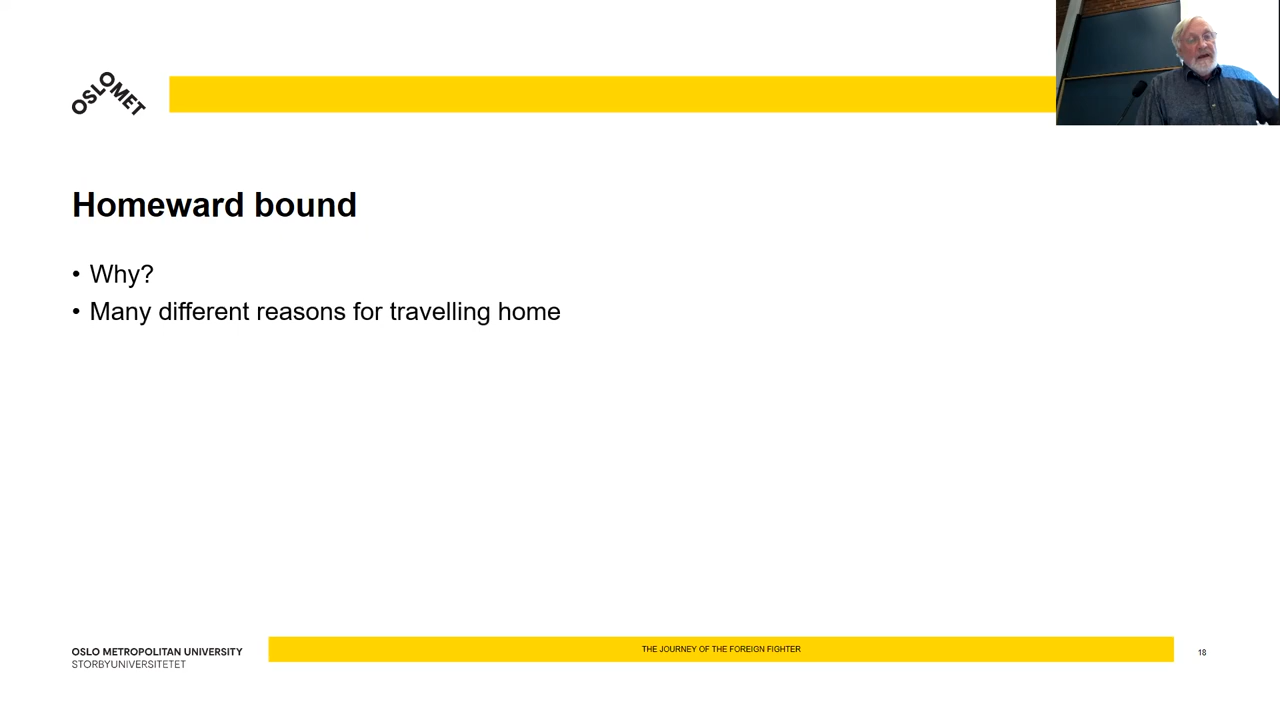 OSLOMET
Homeward bound
• Why?
• Many different reasons for travelling home
OSLO METROPOLITAN UNIVERSITY
STORBYUNIVERSITETET
THE JOURNEY OF THE FOREIGN FIGHTER
18